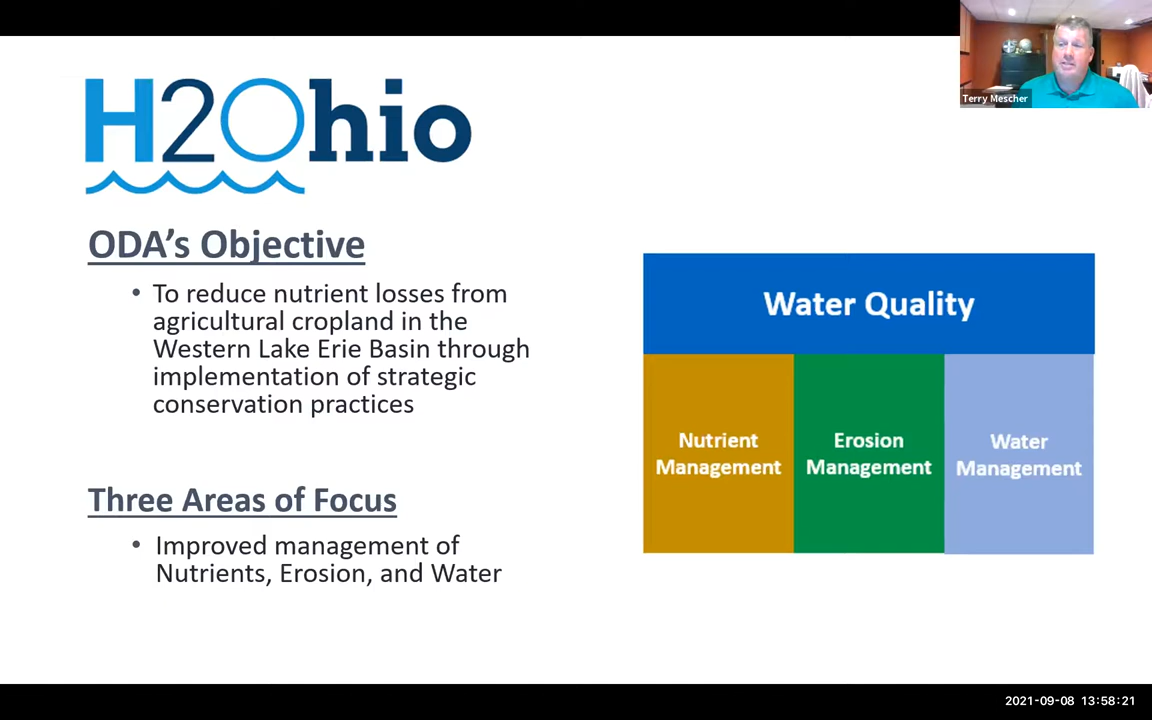 H2Ohio
Terry Mescher
ODA's Objective
• To reduce nutrient losses from
agricultural cropland in the
Western Lake Erie Basin through
implementation of strategic
conservation practices
Three Areas of Focus
• Improved management of
Nutrients, Erosion, and Water
Water Quality
Nutrient
Management
Erosion
Management
Water
Management
2021-09-08 13:58:21